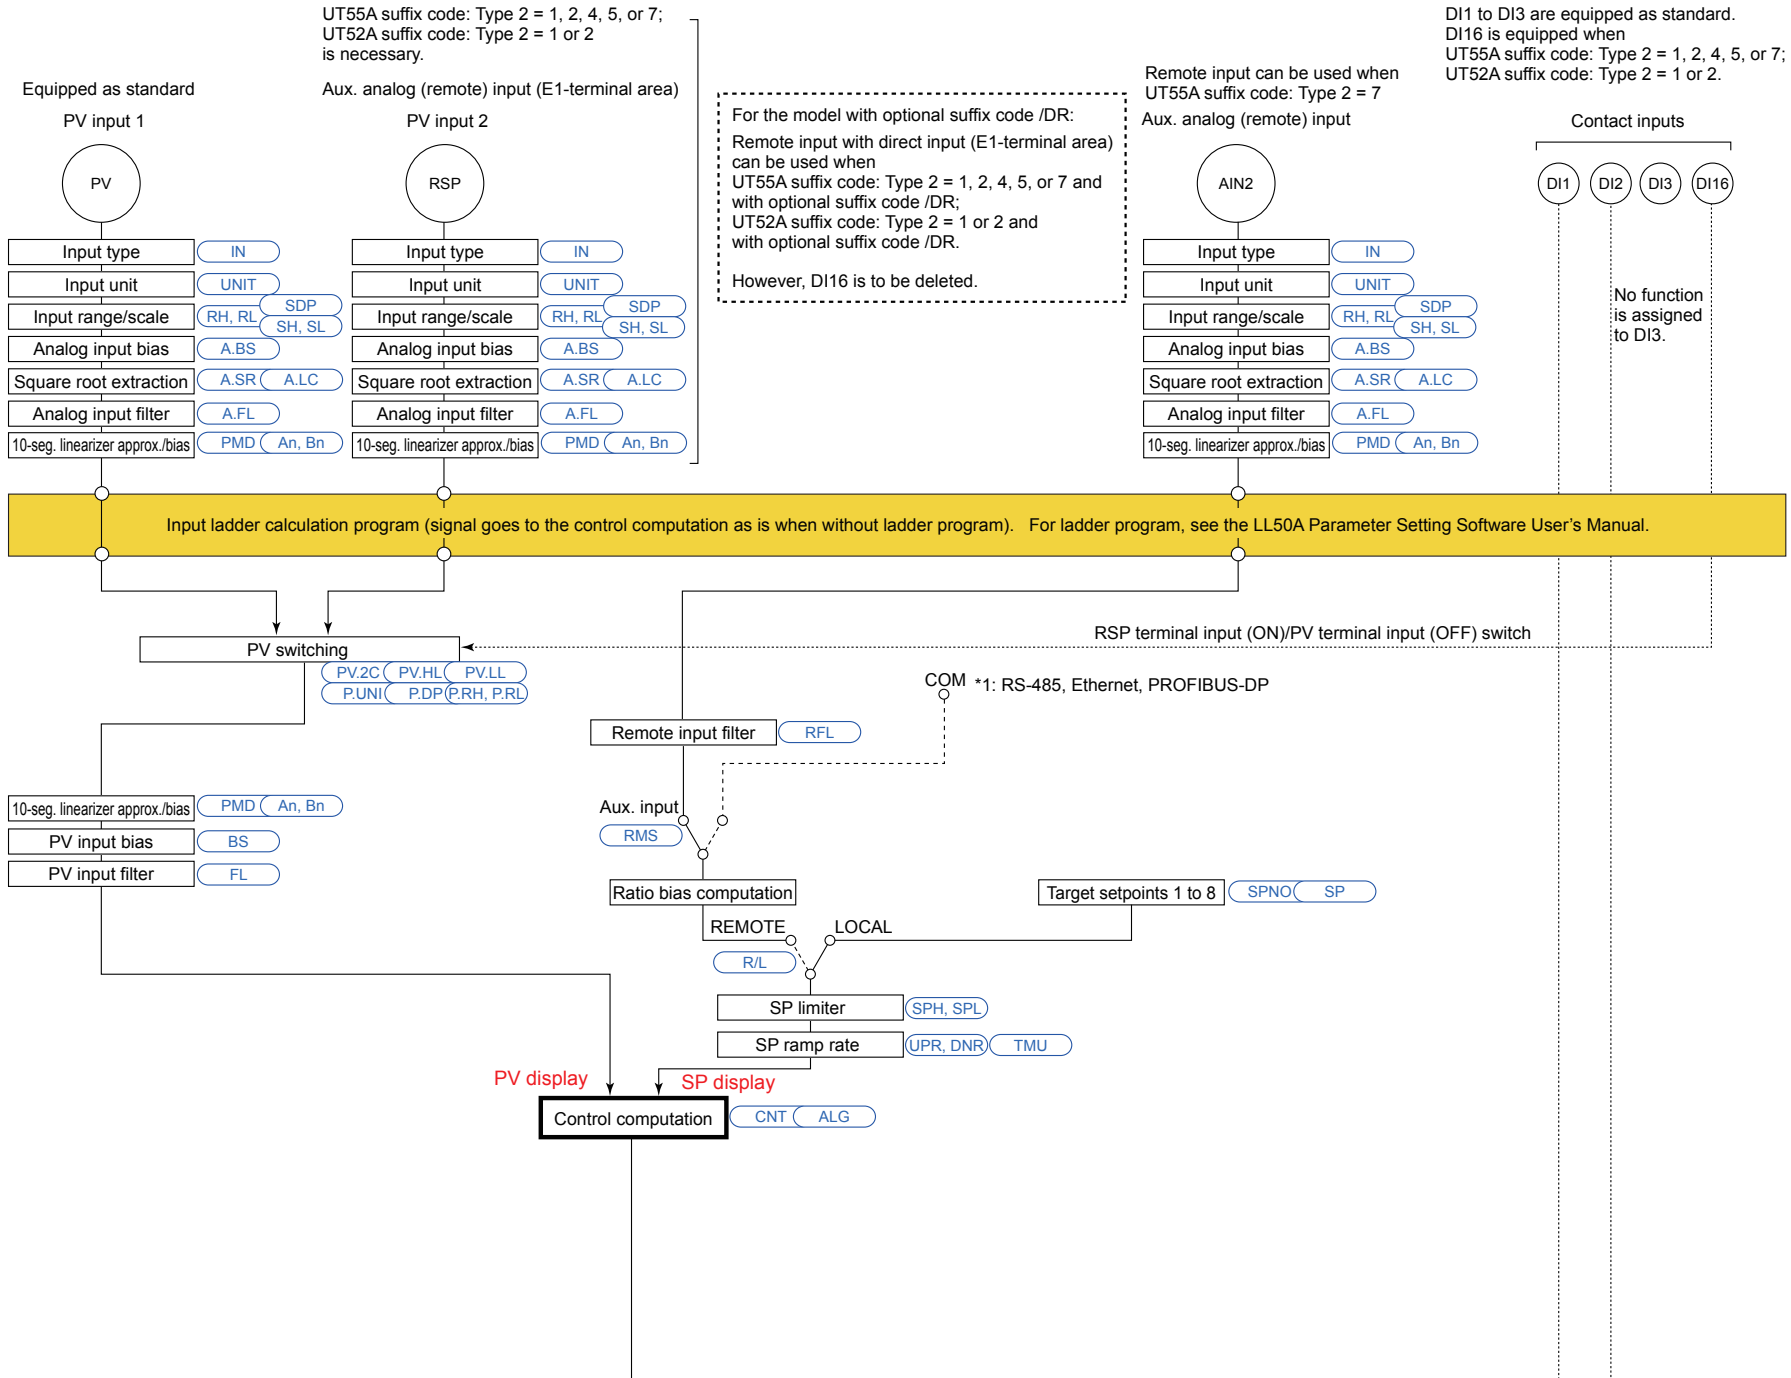 UT55A suffix code: Type 2 = 1, 2, 4, 5, or 7;
UT52A suffix code: Type 2 = 1 or 2
is necessary.
DI1 to DI3 are equipped as standard.
DI16 is equipped when
UT55A suffix code: Type 2 = 1, 2, 4, 5, or 7;
UT52A suffix code: Type 2 = 1 or 2.
Equipped as standard
Aux. analog (remote) input (E1-terminal area)
Remote input can be used when
UT55A suffix code: Type 2 = 7
PV input 1
PV input 2
Aux. analog (remote) input
Contact inputs
For the model with optional suffix code /DR:
Remote input with direct input (E1-terminal area)
can be used when
UT55A suffix code: Type 2 = 1, 2, 4, 5, or 7 and
with optional suffix code /DR;
UT52A suffix code: Type 2 = 1 or 2 and
with optional suffix code /DR.
However, DI16 is to be deleted.
PV
RSP
AIN2
DI1 DI2 DI3 DI16
Input type IN
Input unit UNIT
Input range/scale RH, RL SDP SH, SL
Analog input bias A.BS
Square root extraction A.SR A.LC
Analog input filter A.FL
10-seg. linearizer approx./bias PMD An, Bn
Input type IN
Input unit UNIT
Input range/scale RH, RL SDP SH, SL
Analog input bias A.BS
Square root extraction A.SR A.LC
Analog input filter A.FL
10-seg. linearizer approx./bias PMD An, Bn
Input type IN
Input unit UNIT
Input range/scale RH, RL SDP SH, SL
Analog input bias A.BS
Square root extraction A.SR A.LC
Analog input filter A.FL
10-seg. linearizer approx./bias PMD An, Bn
No function
is assigned
to DI3.
Input ladder calculation program (signal goes to the control computation as is when without ladder program). For ladder program, see the LL50A Parameter Setting Software User's Manual.
RSP terminal input (ON)/PV terminal input (OFF) switch
PV switching
PV.2C PV.HL PV.LL
P.UNI P.DP P.RH, P.RL
COM *1: RS-485, Ethernet, PROFIBUS-DP
Remote input filter RFL
10-seg. linearizer approx./bias PMD An, Bn
PV input bias BS
PV input filter FL
Aux. input
RMS
Ratio bias computation
Target setpoints 1 to 8 SPNO SP
REMOTE LOCAL
R/L
SP limiter SPH, SPL
SP ramp rate UPR, DNR TMU
PV display SP display
Control computation CNT ALG